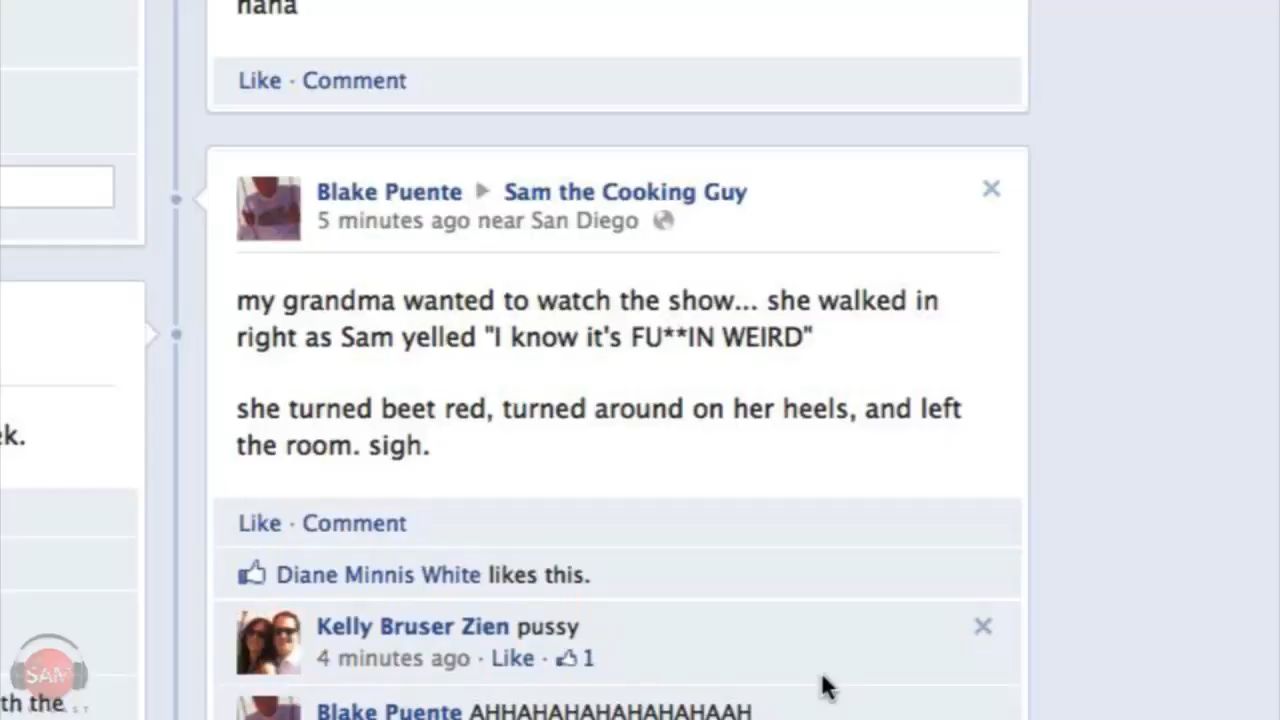 haha
Like · Comment
Blake Puente ▶ Sam the Cooking Guy
5 minutes ago near San Diego
my grandma wanted to watch the show... she walked in
right as Sam yelled "I know it's FU**IN WEIRD"
she turned beet red, turned around on her heels, and left
the room. sigh.
Like · Comment
Diane Minnis White likes this.
Kelly Bruser Zien pussy
4 minutes ago · Like · 1
Blake Puente AHHAHAHAHAHAHAHAAH
ek.
SAM
th the